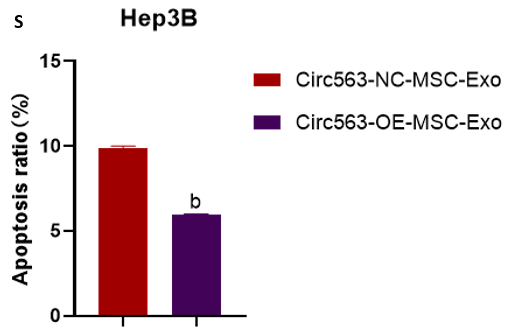 S
Hep3B
Apoptosis ratio (%)
15
10
5
0
b
Circ563-NC-MSC-Exo
Circ563-OE-MSC-Exo